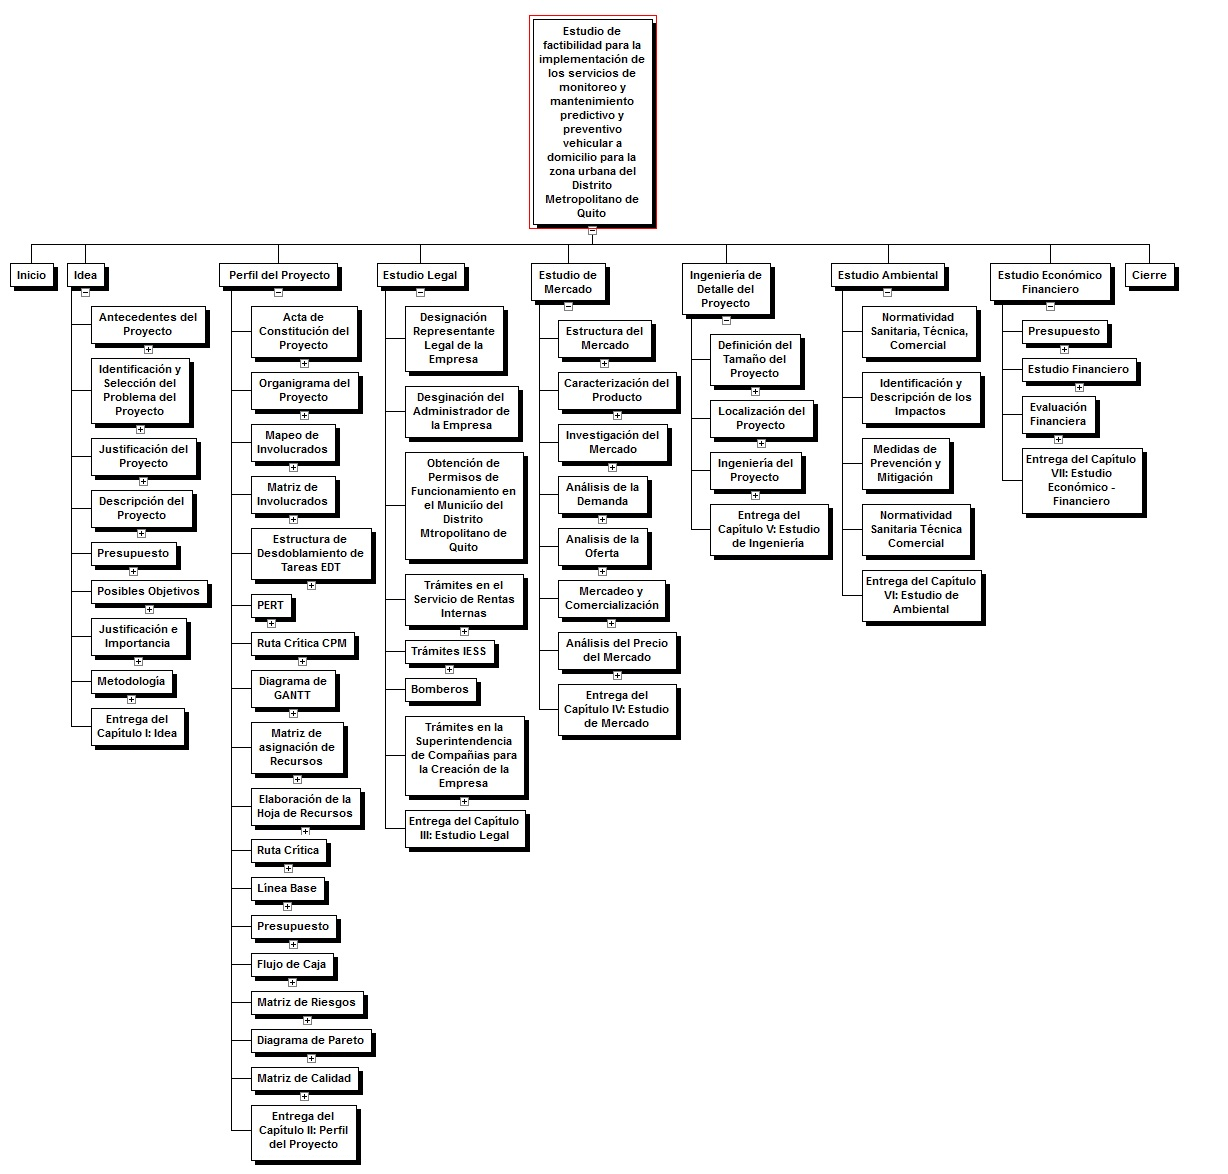 Estudio de
factibilidad para la
implementación de
los servicios de
monitoreo y
mantenimiento
predictivo y
preventivo
vehicular a
domicilio para la
zona urbana del
Distrito
Metropolitano de
Quito
Inicio
Idea
Antecedentes del
Proyecto
Identificación y
Selección del
Problema del
Proyecto
Justificación del
Proyecto
Descripción del
Proyecto
Presupuesto
Posibles Objetivos
Justificación e
Importancia
Metodología
Entrega del
Capítulo I: Idea
Perfil del Proyecto
Acta de
Constitución del
Proyecto
Organigrama del
Proyecto
Mapeo de
Involucrados
Matriz de
Involucrados
Estructura de
Desdoblamiento de
Tareas EDT
PERT
Ruta Crítica CPM
Diagrama de
GANTT
Matriz de
asignación de
Recursos
Elaboración de la
Hoja de Recursos
Ruta Crítica
Línea Base
Presupuesto
Flujo de Caja
Matriz de Riesgos
Diagrama de Pareto
Matriz de Calidad
Entrega del
Capítulo II: Perfil
del Proyecto
Estudio Legal
Designación
Representante
Legal de la
Empresa
Desginación del
Administrador de
la Empresa
Obtención de
Permisos de
Funcionamiento en
el Municíio del
Distrito
Mtropolitano de
Quito
Trámites en el
Servicio de Rentas
Internas
Trámites IESS
Bomberos
Trámites en la
Superintendencia
de Compañias para
la Creación de la
Empresa
Entrega del Capítulo
III: Estudio Legal
Estudio de
Mercado
Estructura del
Mercado
Caracterización del
Producto
Investigación del
Mercado
Análisis de la
Demanda
Analisis de la
Oferta
Mercadeo y
Comercialización
Análisis del Precio
del Mercado
Entrega del
Capítulo IV: Estudio
de Mercado
Ingeniería de
Detalle del
Proyecto
Definición del
Tamaño del
Proyecto
Localización del
Proyecto
Ingeniería del
Proyecto
Entrega del
Capítulo V: Estudio
de Ingeniería
Estudio Ambiental
Normatividad
Sanitaria, Técnica,
Comercial
Identificación y
Descripción de los
Impactos
Medidas de
Prevención y
Mitigación
Normatividad
Sanitaria Técnica
Comercial
Entrega del Capítulo
VI: Estudio de
Ambiental
Estudio Económico
Financiero
Presupuesto
Estudio Financiero
Evaluación
Financiera
Entrega del Capítulo
VII: Estudio
Económico -
Financiero
Cierre